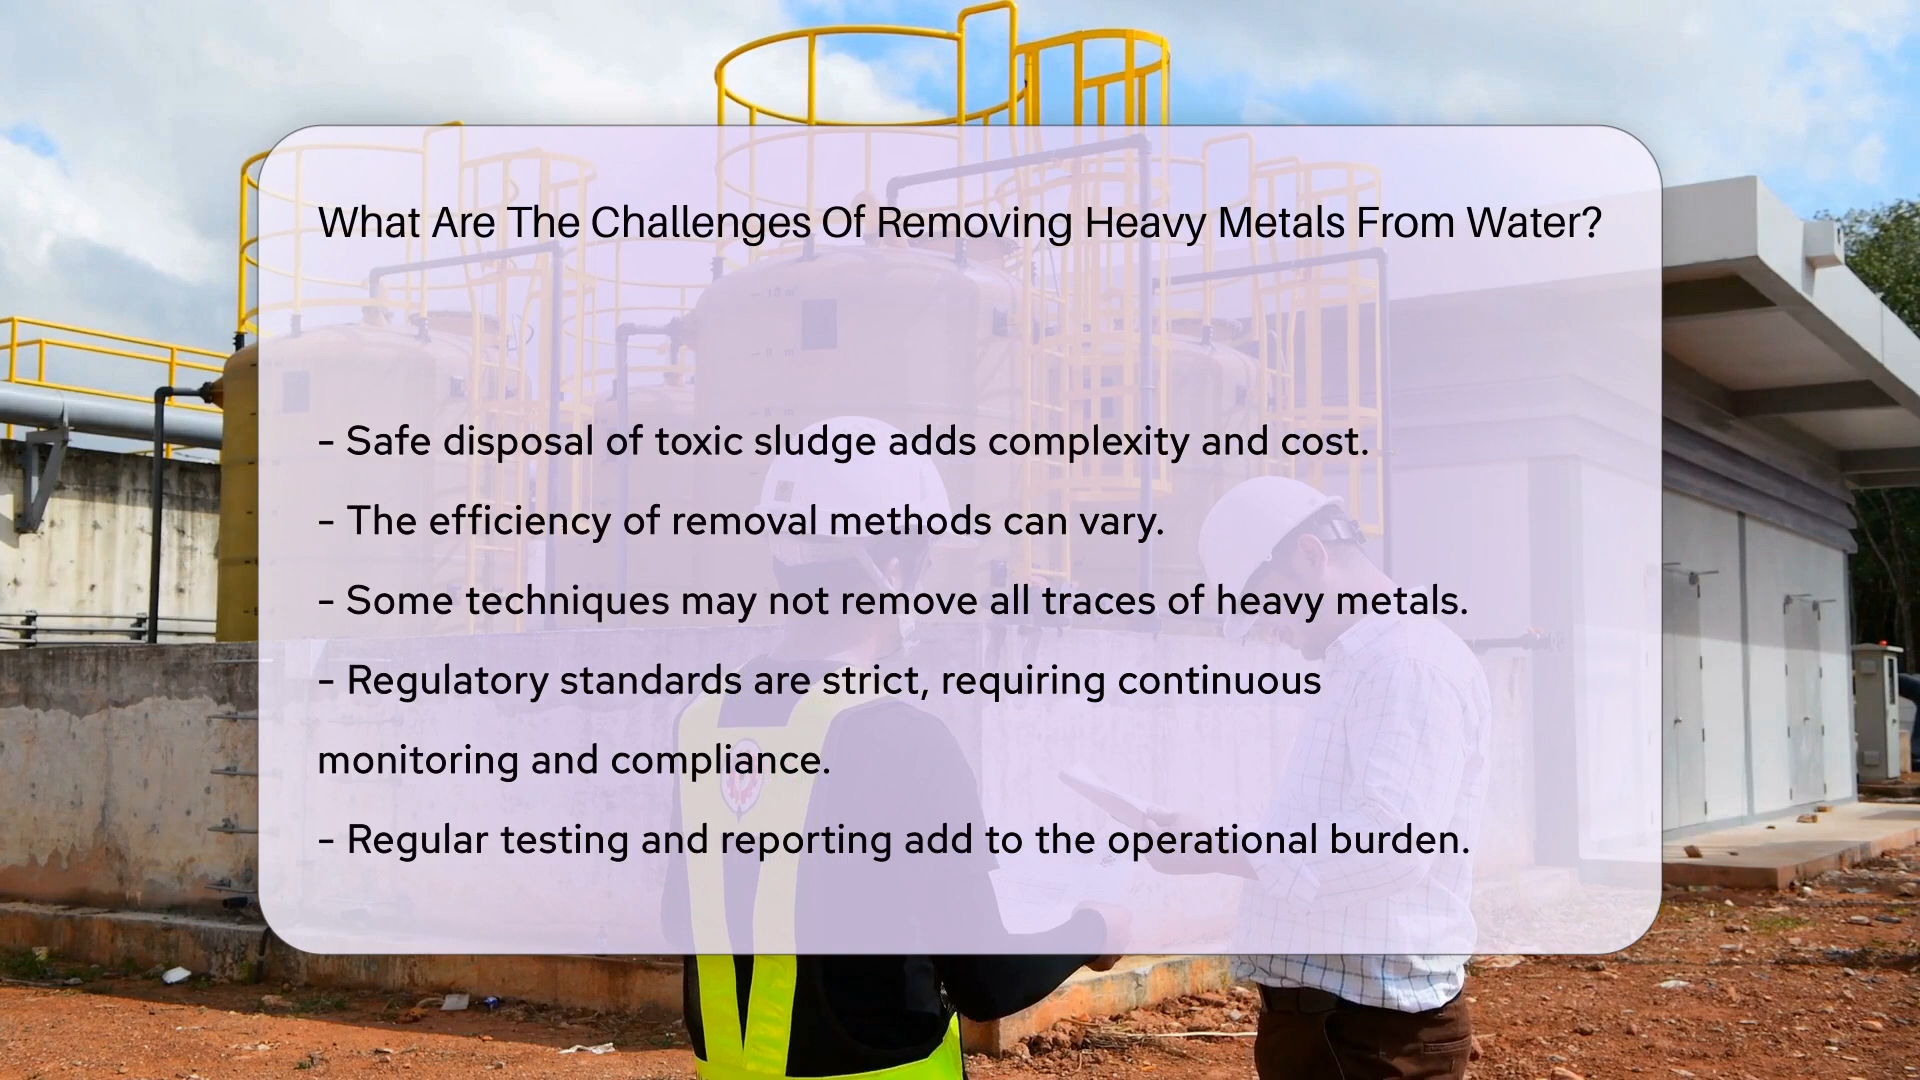 What Are The Challenges Of Removing Heavy Metals From Water?
- Safe disposal of toxic sludge adds complexity and cost.
- The efficiency of removal methods can vary.
- Some techniques may not remove all traces of heavy metals.
- Regulatory standards are strict, requiring continuous
monitoring and compliance.
- Regular testing and reporting add to the operational burden.